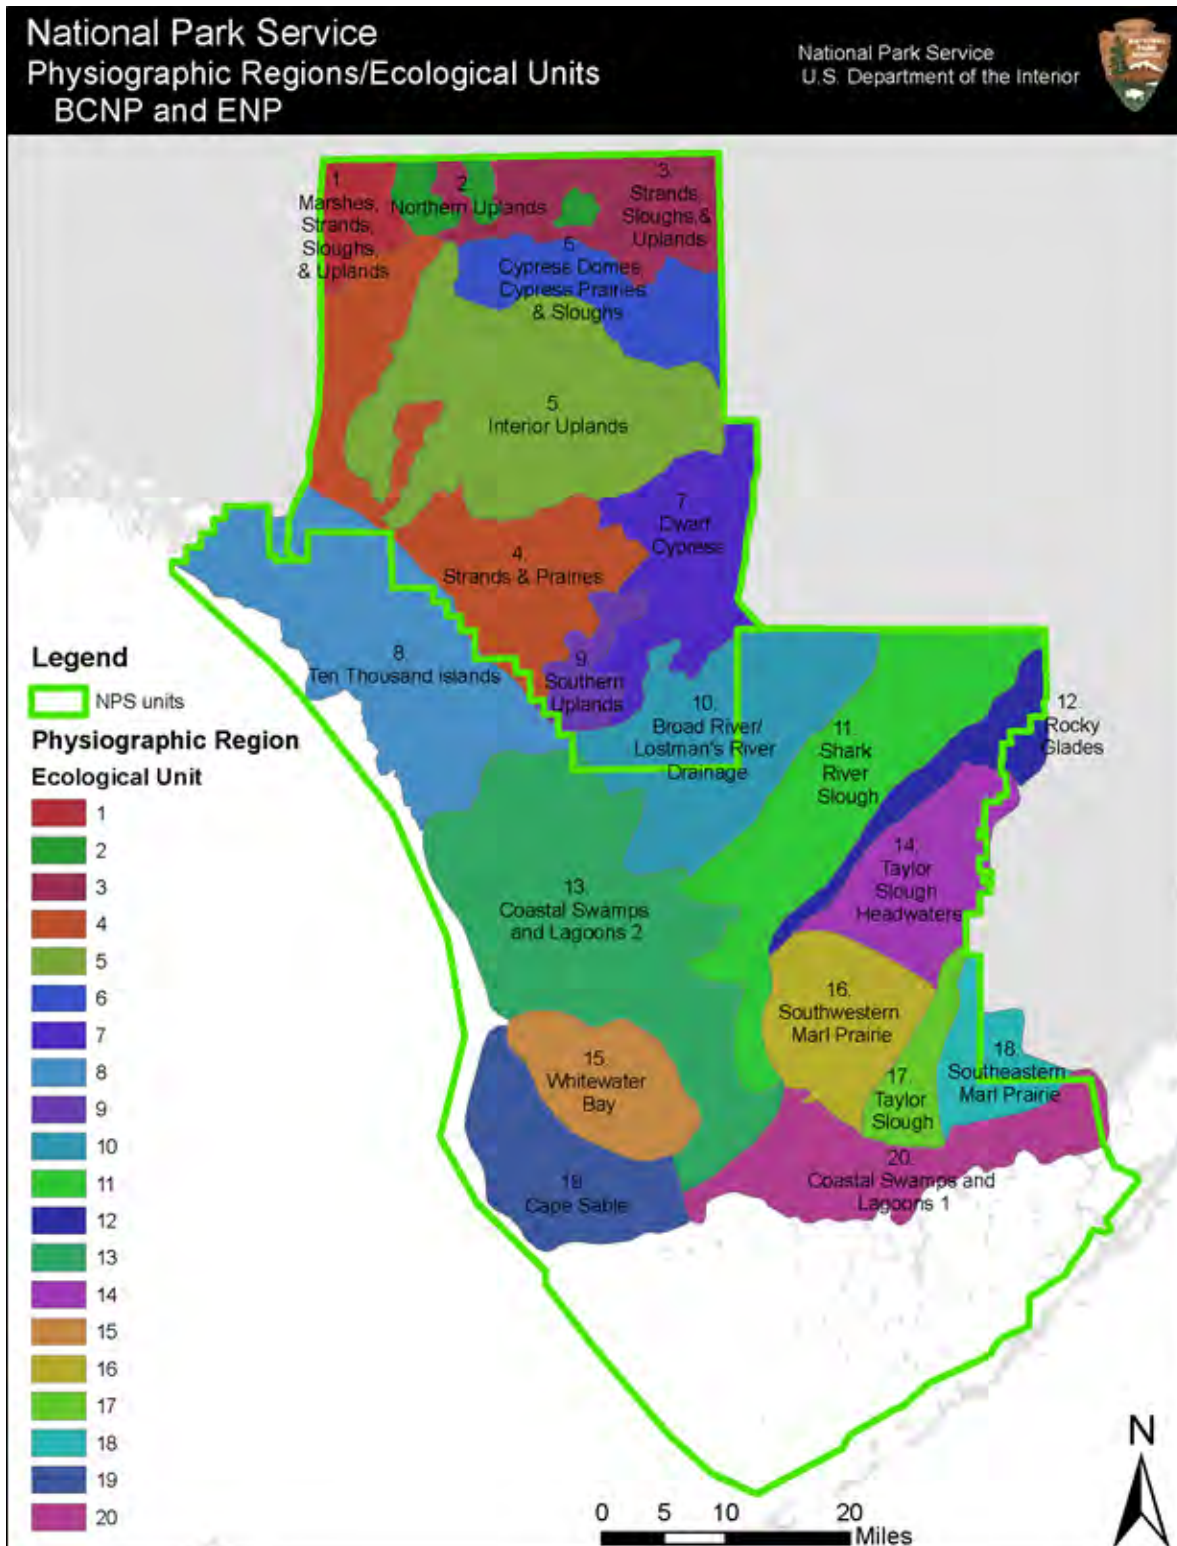 National Park Service
Physiographic Regions/Ecological Units
BCNP and ENP
National Park Service
U.S. Department of the Interior
1.
Marshes,
Strands,
Sloughs,
& Uplands
2.
Northern Uplands
3.
Strands,
Sloughs,&
Uplands
6.
Cypress Domes,
Cypress Prairies,
& Sloughs
5.
Interior Uplands
7.
Dwarf
Cypress
4.
Strands & Prairies
8.
Ten Thousand Islands
9.
Southern
Uplands
10.
Broad River/
Lostman's River
Drainage
11.
Shark
River
Slough
12.
Rocky
Glades
14.
Taylor
Slough
Headwaters
13.
Coastal Swamps
and Lagoons 2
16.
Southwestern
Marl Prairie
15.
Whitewater
Bay
17.
Taylor
Slough
18.
Southeastern
Marl Prairie
19.
Cape Sable
20.
Coastal Swamps and
Lagoons 1
Legend
NPS units
Physiographic Region
Ecological Unit
1
2
3
4
5
6
7
8
9
10
11
12
13
14
15
16
17
18
19
20
N
0 5 10 20
Miles